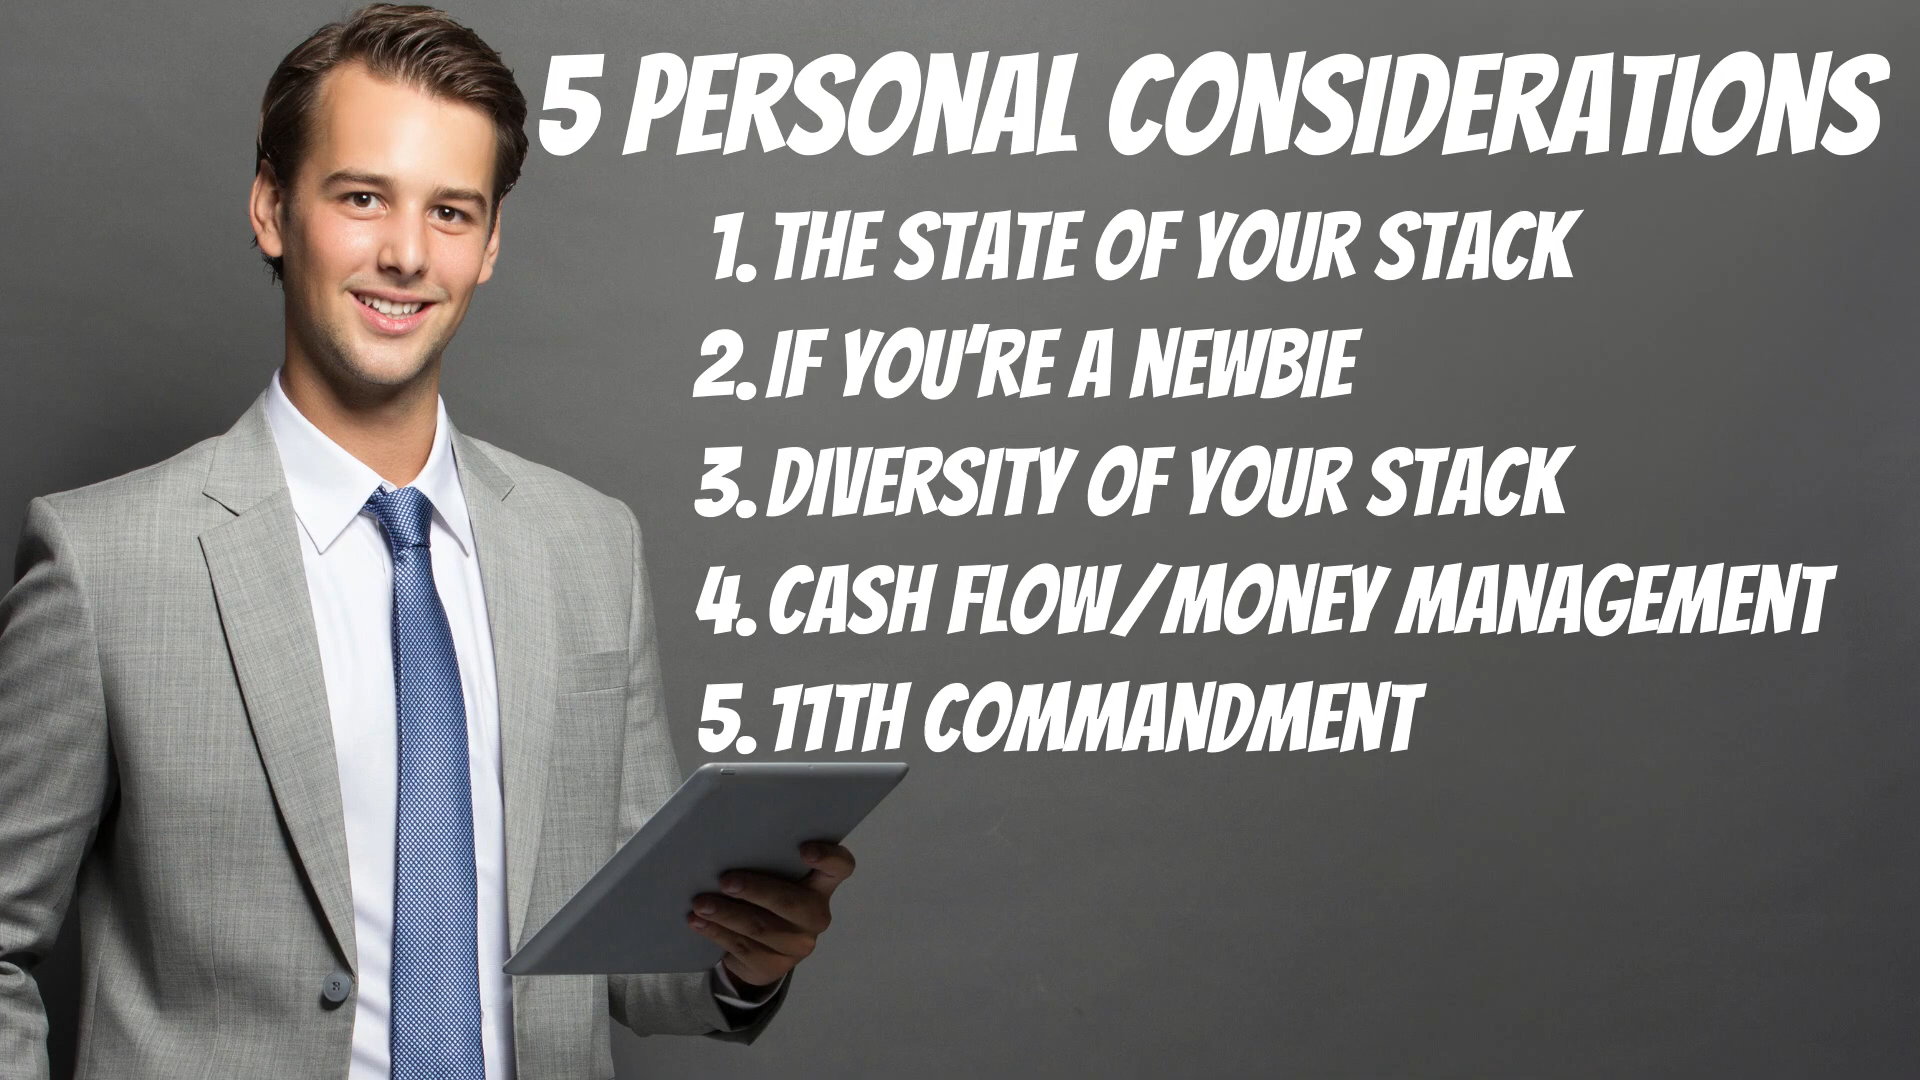 5 PERSONAL CONSIDERATIONS
1. THE STATE OF YOUR STACK
2. IF YOU'RE A NEWBIE
3. DIVERSITY OF YOUR STACK
4. CASH FLOW/MONEY MANAGEMENT
5. 11TH COMMANDMENT